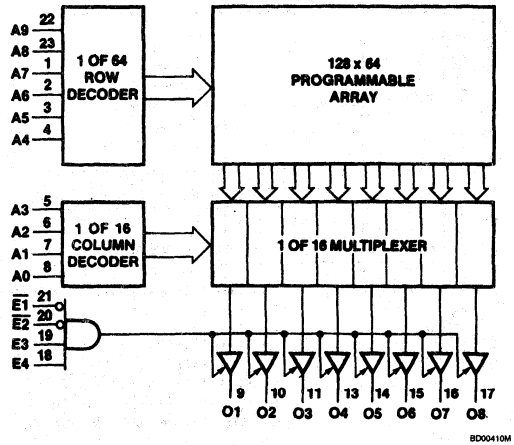 A9 22
A8 23
A7 1
A6 2
A5 3
A4 4
1 OF 64
ROW
DECODER
128 x 64
PROGRAMMABLE
ARRAY
A3 5
A2 6
A1 7
A0 8
1 OF 16
COLUMN
DECODER
1 OF 16 MULTIPLEXER
E1 21
E2 20
E3 19
E4 18
9 10 11 13 14 15 16 17
O1 O2 O3 O4 O5 O6 O7 O8
BD00410M